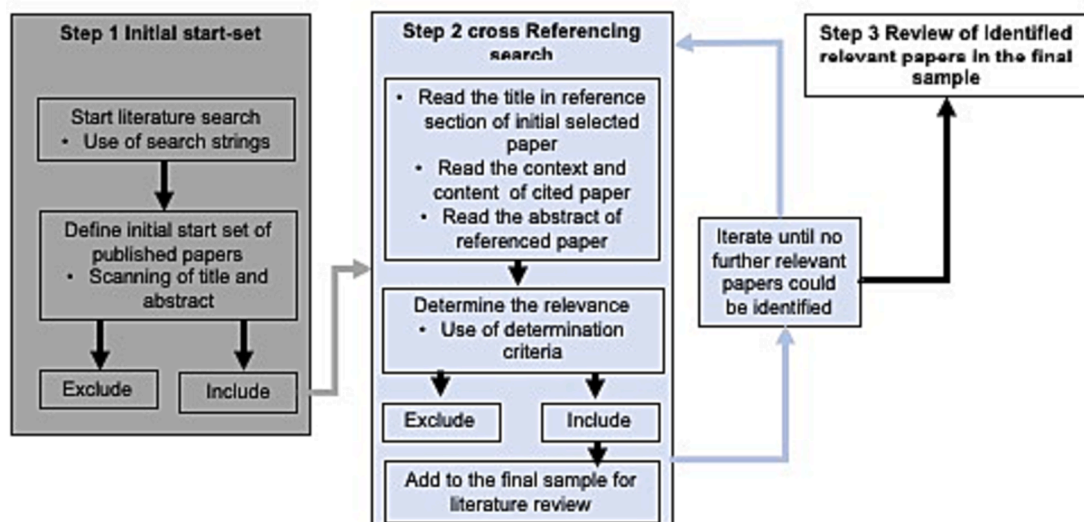 Step 1 Initial start-set
Start literature search
• Use of search strings
Define initial start set of
published papers
• Scanning of title and
abstract
Exclude
Include
Step 2 cross Referencing
search
• Read the title in reference
section of initial selected
paper
• Read the context and
content of cited paper
• Read the abstract of
referenced paper
Determine the relevance
• Use of determination
criteria
Exclude
Include
Add to the final sample for
literature review
Iterate until no
further relevant
papers could
be identified
Step 3 Review of identified
relevant papers in the final
sample